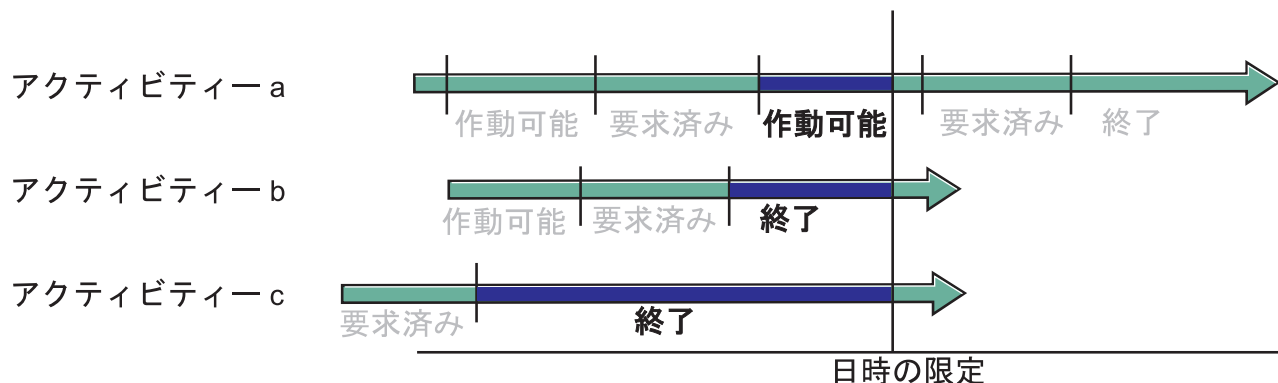 アクティビティー a
作動可能 要求済み 作動可能 要求済み 終了
アクティビティー b
作動可能 要求済み 終了
アクティビティー c
要求済み 終了
日時の限定